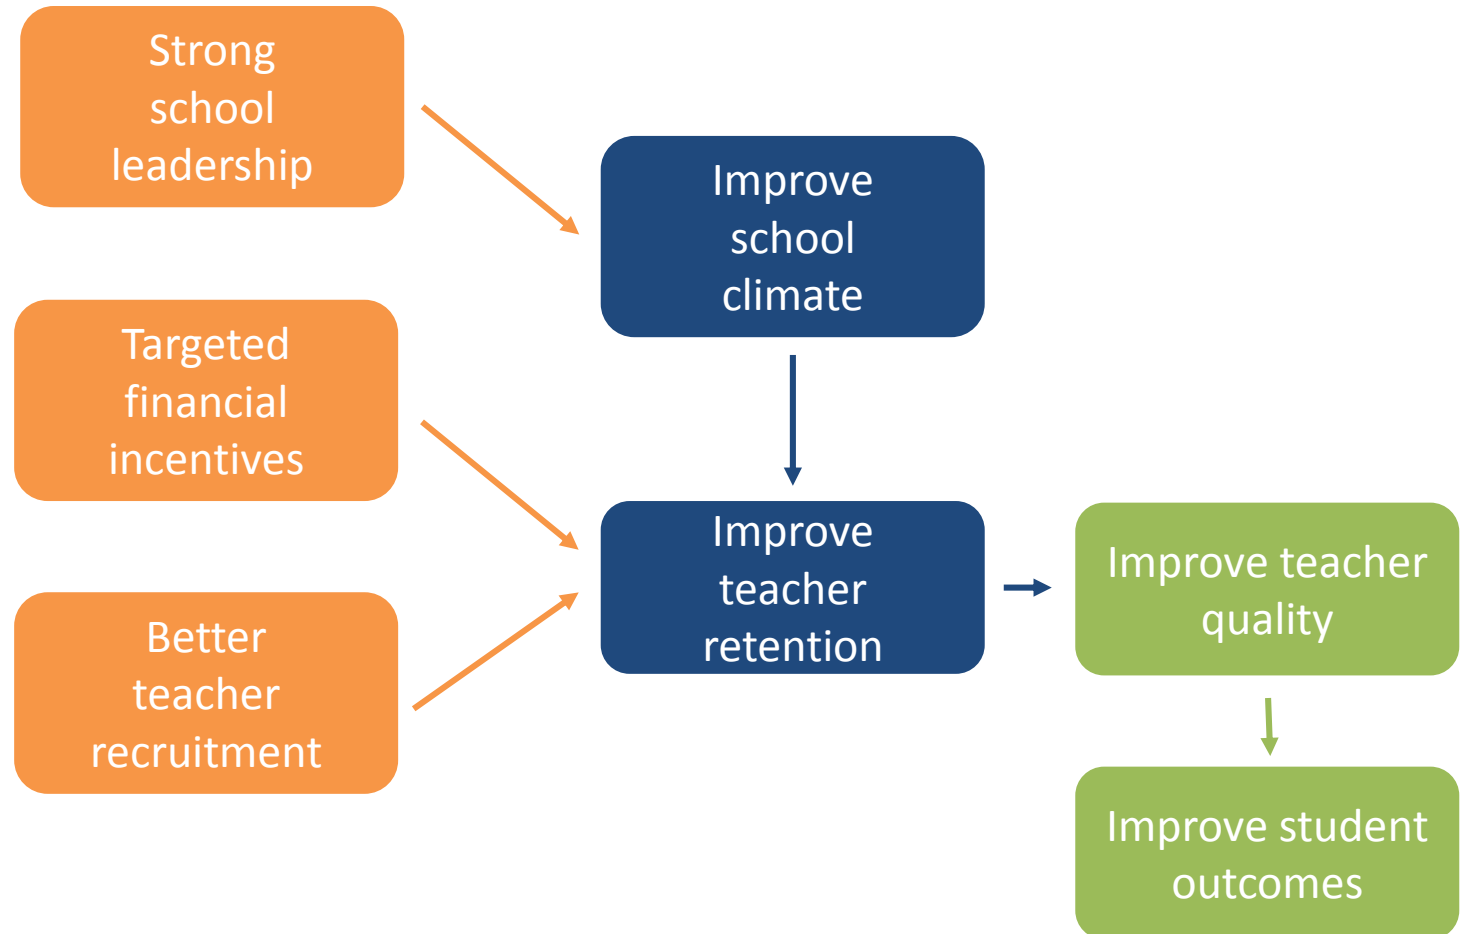 Strong
school
leadership
Improve
school
climate
Targeted
financial
incentives
Improve
teacher
retention
Improve teacher
quality
Better
teacher
recruitment
Improve student
outcomes